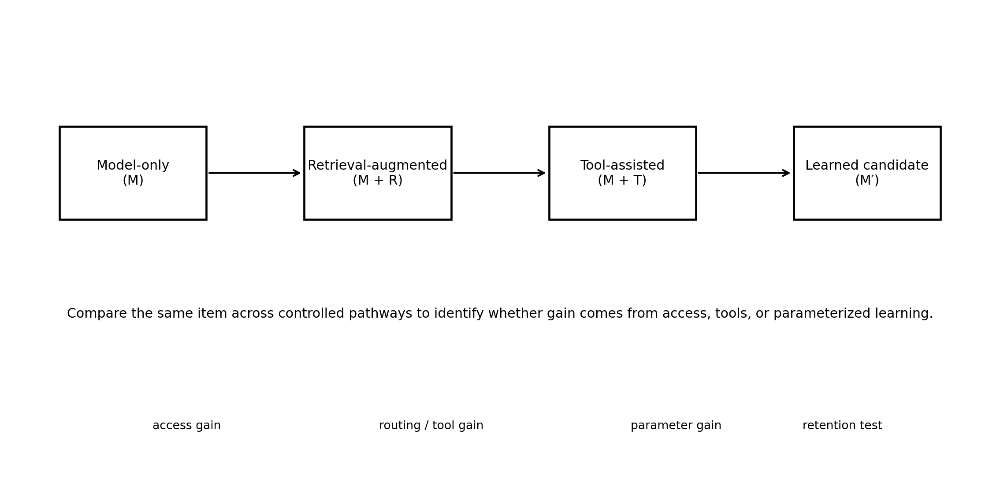 Model-only
(M)
Retrieval-augmented
(M + R)
Tool-assisted
(M + T)
Learned candidate
(M′)
Compare the same item across controlled pathways to identify whether gain comes from access, tools, or parameterized learning.
access gain
routing / tool gain
parameter gain
retention test